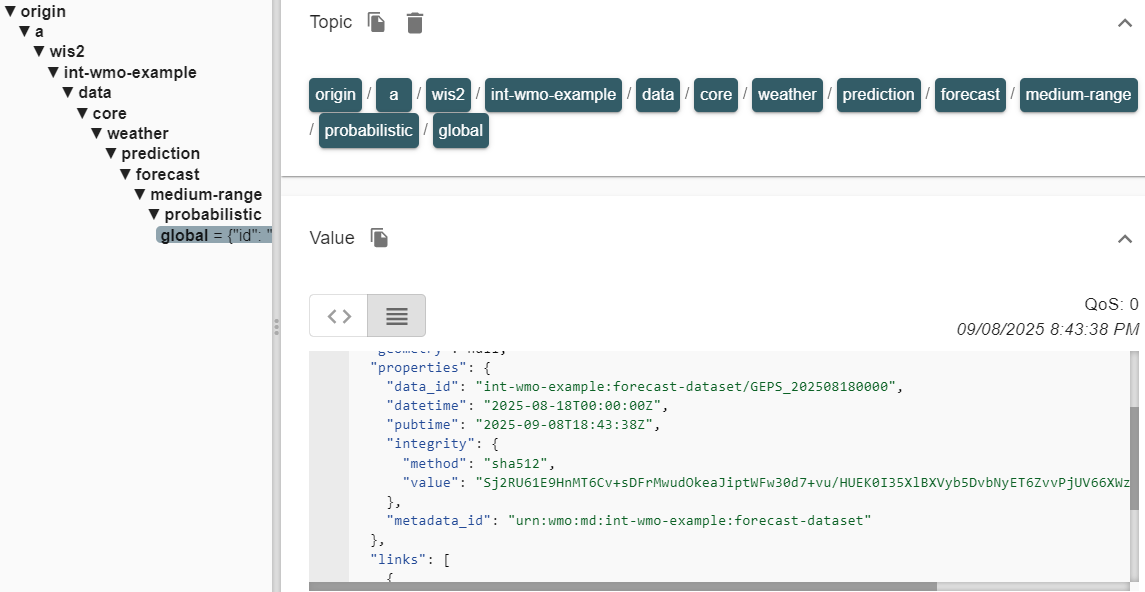 ▼ origin
▼ a
▼ wis2
▼ int-wmo-example
▼ data
▼ core
▼ weather
▼ prediction
▼ forecast
▼ medium-range
▼ probabilistic
global = {"id": "
Topic
origin / a / wis2 / int-wmo-example / data / core / weather / prediction / forecast / medium-range
/ probabilistic / global
Value
QoS: 0
09/08/2025 8:43:38 PM
"geometry": null,
"properties": {
"data_id": "int-wmo-example:forecast-dataset/GEPS_202508180000",
"datetime": "2025-08-18T00:00:00Z",
"pubtime": "2025-09-08T18:43:38Z",
"integrity": {
"method": "sha512",
"value": "Sj2RU61E9HnMT6Cv+sDFrMwudOkeaJiptWFw30d7+vu/HUEK0I35XlBXVyb5DvbNyET6ZvvPjUV66XWz
},
"metadata_id": "urn:wmo:md:int-wmo-example:forecast-dataset"
},
"links": [
{